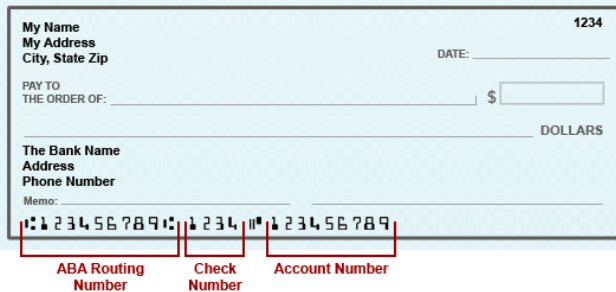 My Name
1234
My Address
City, State Zip
DATE:
PAY TO
THE ORDER OF:
$
DOLLARS
The Bank Name
Address
Phone Number
Memo:
⑆123456789⑆ 1234 ⑈ 123456789
ABA Routing
Number
Check
Number
Account Number